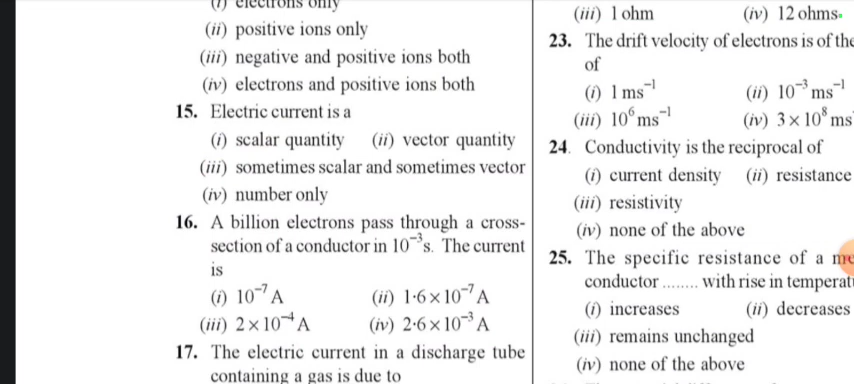 (i) electrons only
(ii) positive ions only
(iii) negative and positive ions both
(iv) electrons and positive ions both
15. Electric current is a
(i) scalar quantity (ii) vector quantity
(iii) sometimes scalar and sometimes vector
(iv) number only
16. A billion electrons pass through a cross-
section of a conductor in 10⁻³s. The current
is
(i) 10⁻⁷ A (ii) 1·6 × 10⁻⁷ A
(iii) 2 × 10⁻⁴ A (iv) 2·6 × 10⁻³ A
17. The electric current in a discharge tube
containing a gas is due to
(iii) 1 ohm (iv) 12 ohms
23. The drift velocity of electrons is of the
of
(i) 1 ms⁻¹ (ii) 10⁻³ ms⁻¹
(iii) 10⁶ ms⁻¹ (iv) 3 × 10⁸ ms
24. Conductivity is the reciprocal of
(i) current density (ii) resistance
(iii) resistivity
(iv) none of the above
25. The specific resistance of a
conductor ........ with rise in
(i) increases (ii) decreases
(iii) remains unchanged
(iv) none of the above